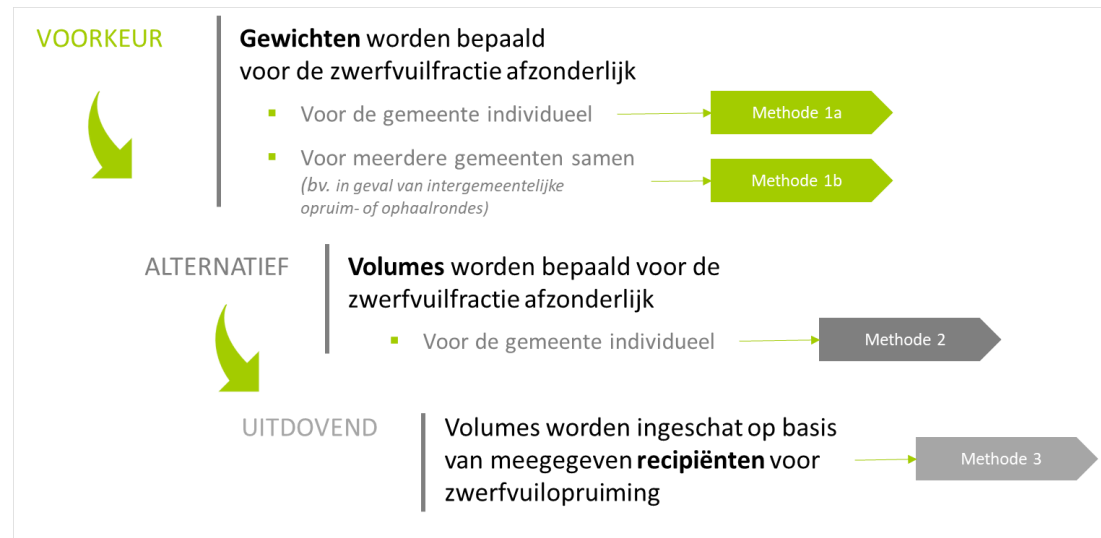 VOORKEUR
Gewichten worden bepaald
voor de zwerfvuilfractie afzonderlijk
▪ Voor de gemeente individueel
Methode 1a
▪ Voor meerdere gemeenten samen
(bv. in geval van intergemeentelijke
opruim- of ophaalrondes)
Methode 1b
ALTERNATIEF
Volumes worden bepaald voor de
zwerfvuilfractie afzonderlijk
▪ Voor de gemeente individueel
Methode 2
UITDOVEND
Volumes worden ingeschat op basis
van meegegeven recipiënten voor
zwerfvuilopruiming
Methode 3